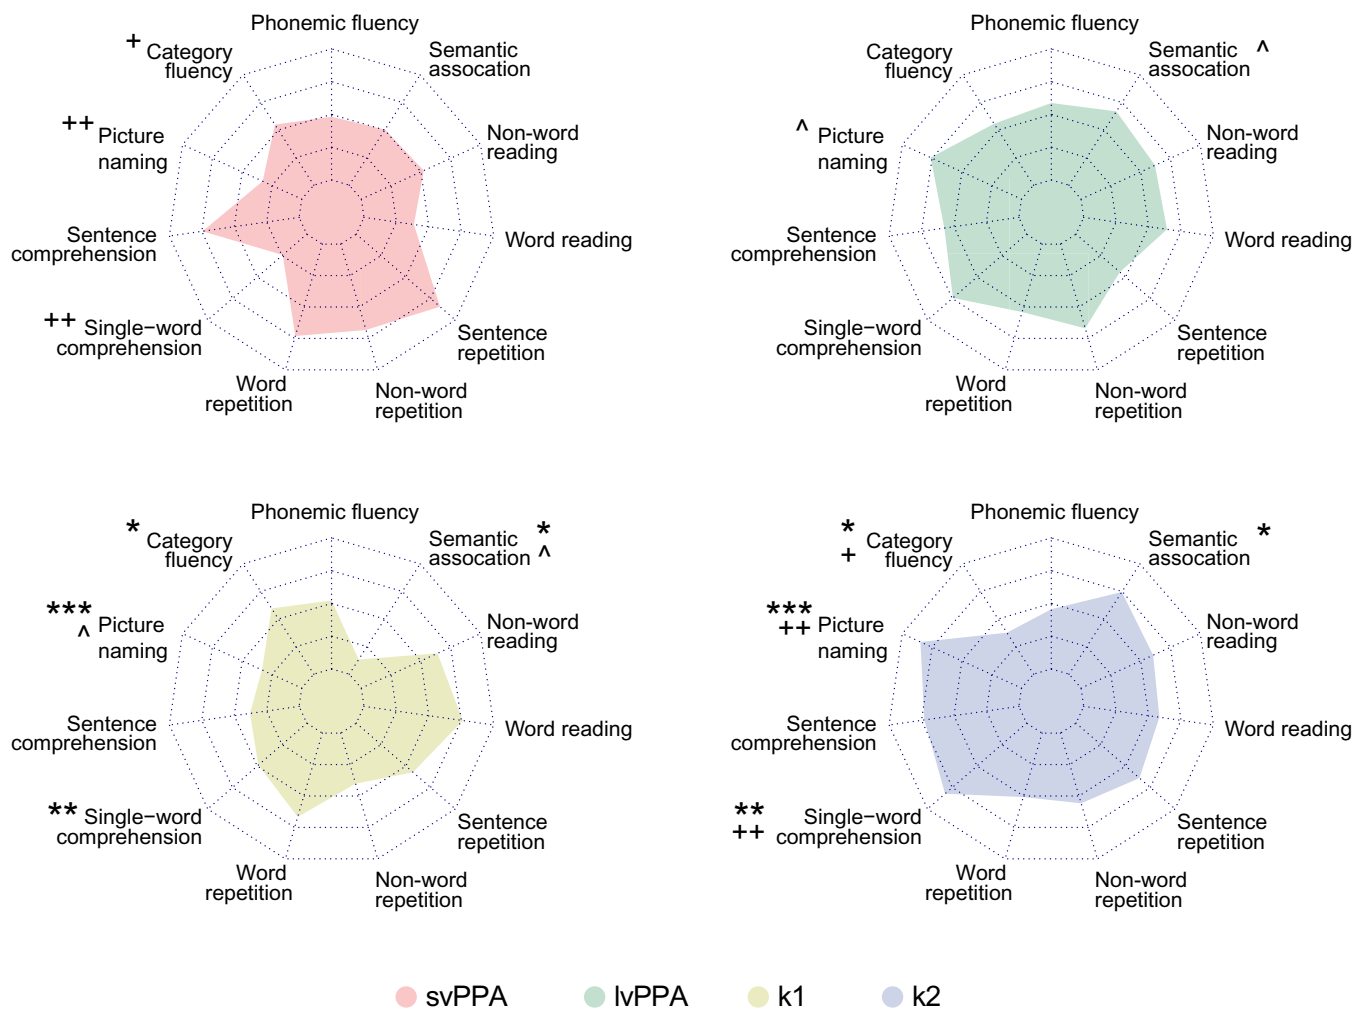 Phonemic fluency
+ Category
fluency
Semantic
assocation
++ Picture
naming
Non-word
reading
Sentence
comprehension
Word reading
++ Single−word
comprehension
Sentence
repetition
Word
repetition
Non-word
repetition
Phonemic fluency
Category
fluency
Semantic ^
assocation
^ Picture
naming
Non-word
reading
Sentence
comprehension
Word reading
Single−word
comprehension
Sentence
repetition
Word
repetition
Non-word
repetition
Phonemic fluency
* Category
fluency
Semantic *
assocation ^
***
^ Picture
naming
Non-word
reading
Sentence
comprehension
Word reading
** Single−word
comprehension
Sentence
repetition
Word
repetition
Non-word
repetition
Phonemic fluency
* Category
+ fluency
Semantic *
assocation
***
++ Picture
naming
Non-word
reading
Sentence
comprehension
Word reading
** Single−word
++ comprehension
Sentence
repetition
Word
repetition
Non-word
repetition
svPPA lvPPA k1 k2